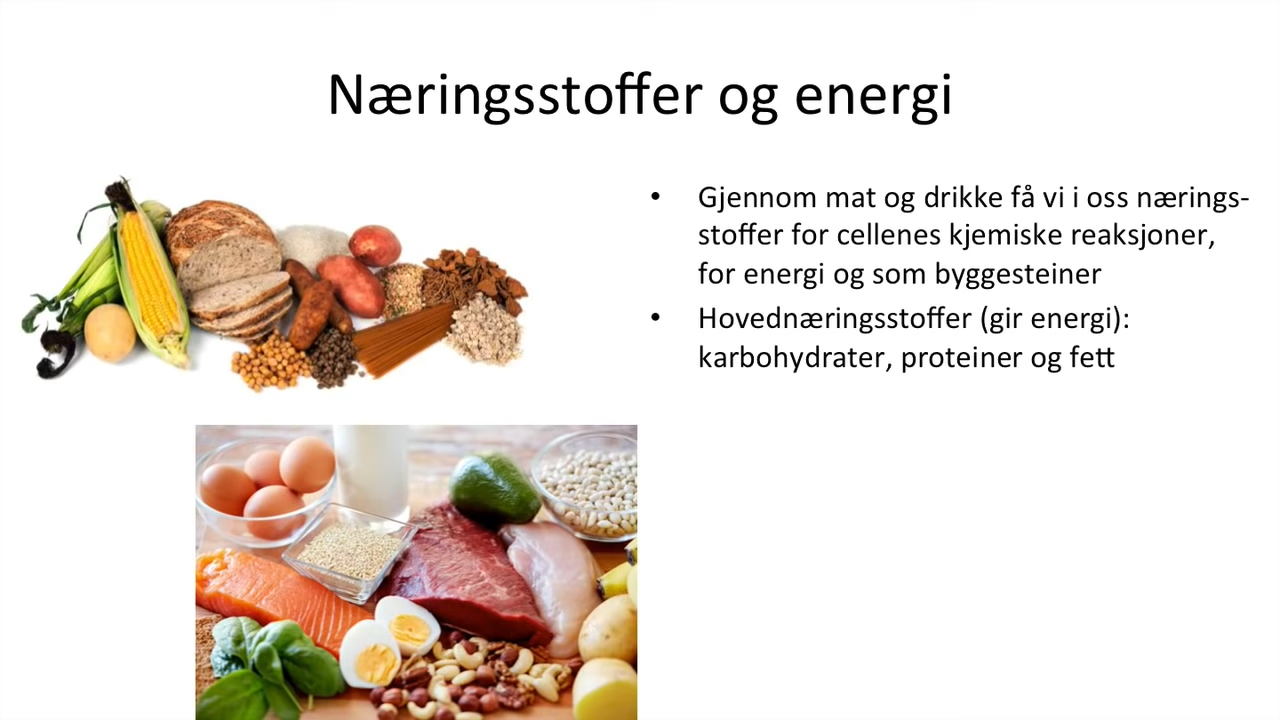 Næringsstoffer og energi
• Gjennom mat og drikke få vi i oss nærings-
stoffer for cellenes kjemiske reaksjoner,
for energi og som byggesteiner
• Hovednæringsstoffer (gir energi):
karbohydrater, proteiner og fett